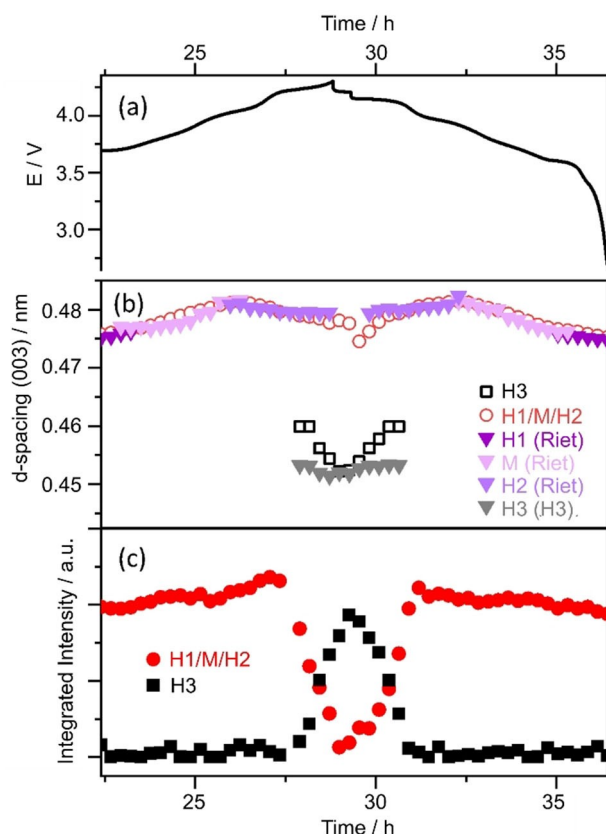 Time / h
25 30 35
(a)
E / V
4.0
3.5
3.0
(b)
d-spacing (003) / nm
0.48
0.47
0.46
0.45
H3
H1/M/H2
H1 (Riet)
M (Riet)
H2 (Riet)
H3 (H3).
(c)
Integrated Intensity / a.u.
H1/M/H2
H3
25 30 35
Time / h